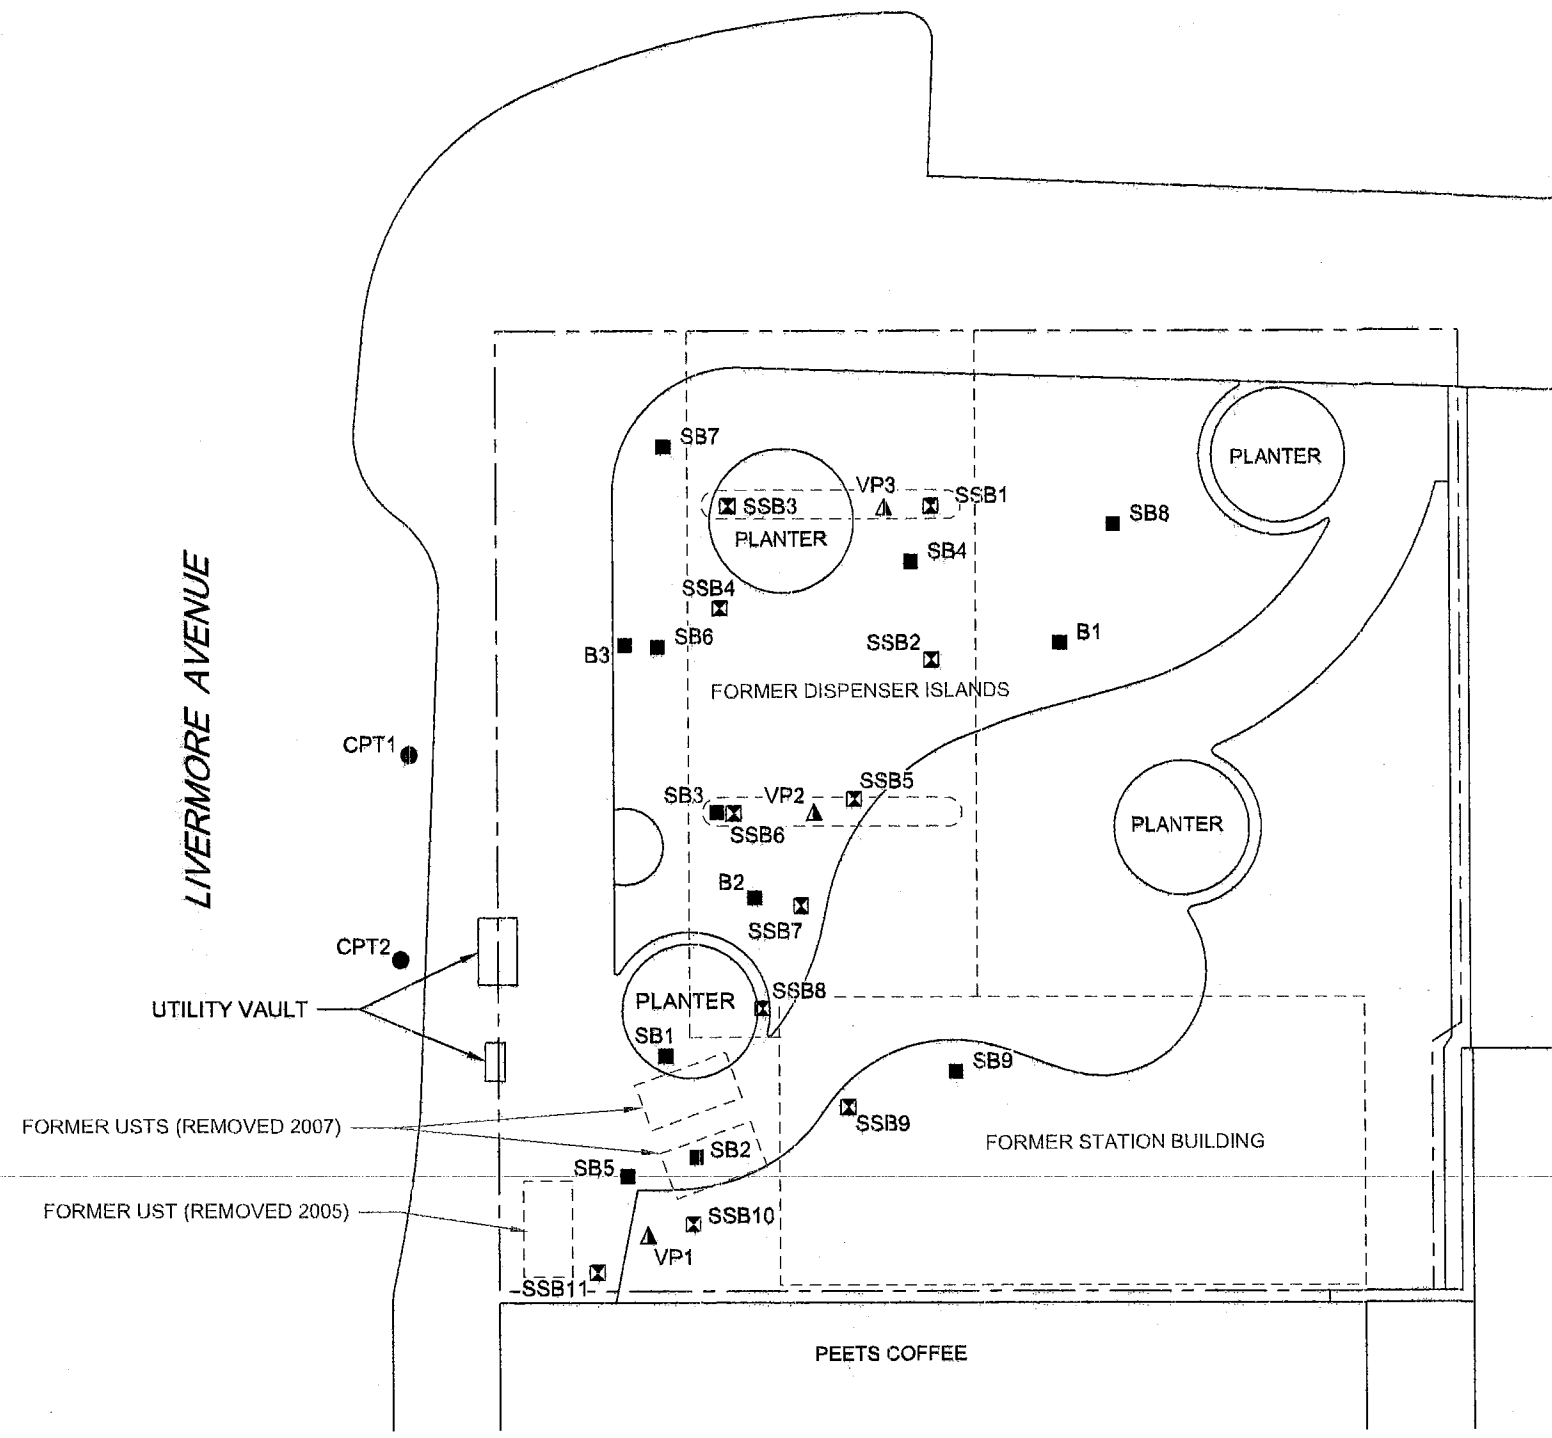 SB7
PLANTER
VP3
SSB3
SSB1
SB8
PLANTER
SB4
SSB4
B3
SB6
SSB2
B1
FORMER DISPENSER ISLANDS
LIVERMORE AVENUE
CPT1
SB3
VP2
SSB5
SSB6
PLANTER
B2
SSB7
CPT2
UTILITY VAULT
PLANTER
SSB8
SB1
SB9
FORMER USTS (REMOVED 2007)
SSB9
FORMER STATION BUILDING
SB2
SB5
FORMER UST (REMOVED 2005)
SSB10
VP1
SSB11
PEETS COFFEE